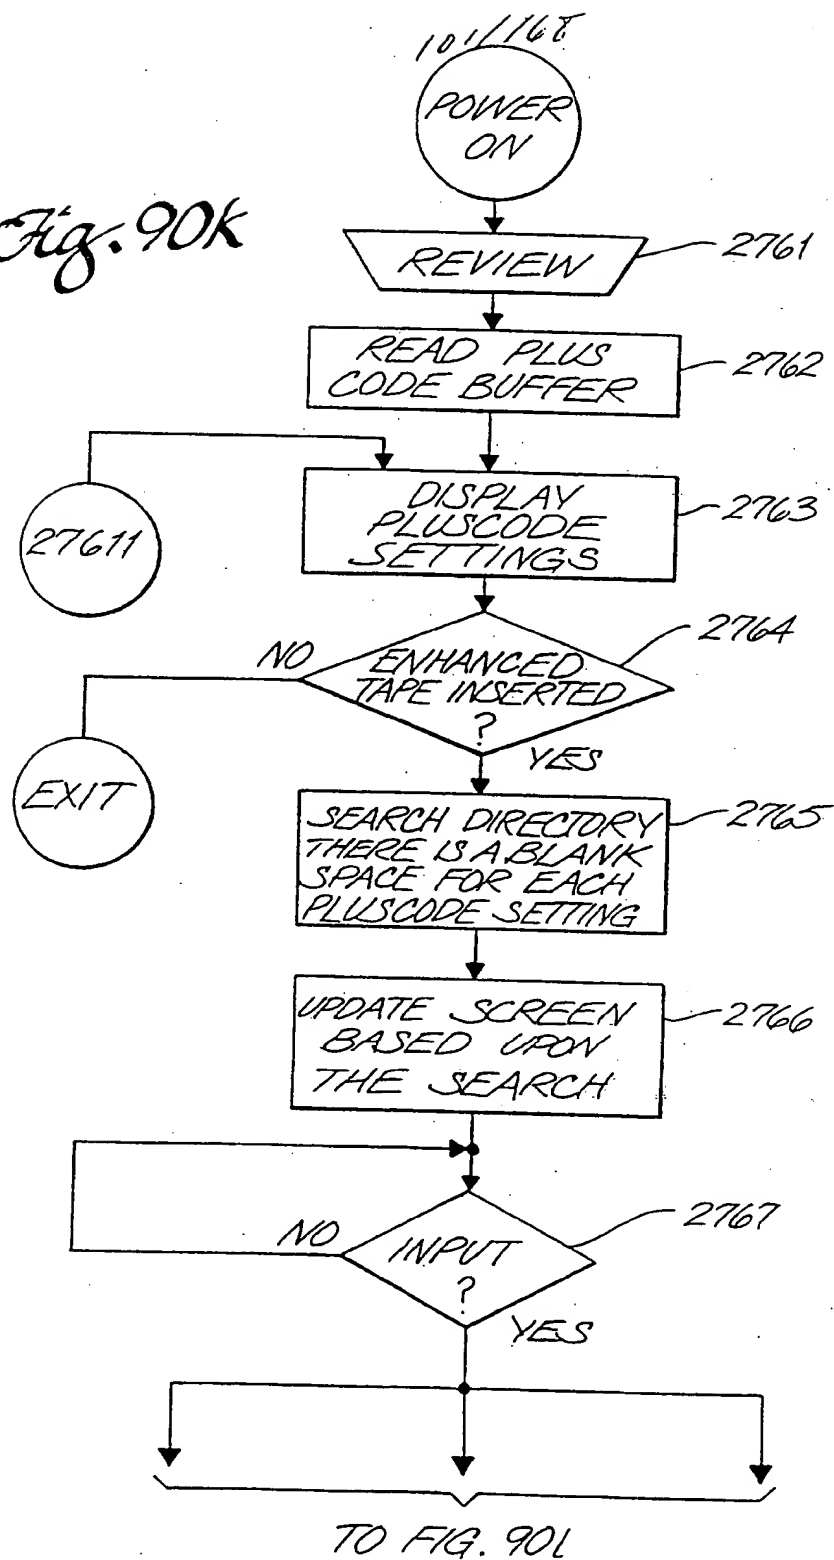 101/168
POWER
ON
Fig. 90K
REVIEW
2761
READ PLUS
CODE BUFFER
2762
27611
DISPLAY
PLUSCODE
SETTINGS
2763
NO
ENHANCED
TAPE INSERTED
?
2764
YES
EXIT
SEARCH DIRECTORY
THERE IS A BLANK
SPACE FOR EACH
PLUSCODE SETTING
2765
UPDATE SCREEN
BASED UPON
THE SEARCH
2766
NO
INPUT
?
2767
YES
TO FIG. 90L